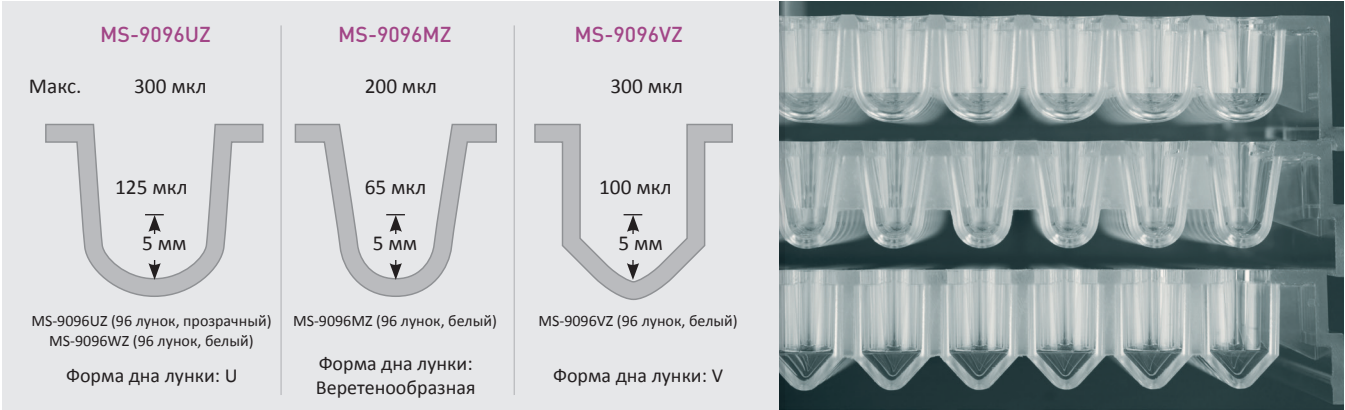 MS-9096UZ
Макс. 300 мкл
125 мкл
5 мм
MS-9096UZ (96 лунок, прозрачный)
MS-9096WZ (96 лунок, белый)
Форма дна лунки: U
MS-9096MZ
200 мкл
65 мкл
5 мм
MS-9096MZ (96 лунок, белый)
Форма дна лунки:
Веретенообразная
MS-9096VZ
300 мкл
100 мкл
5 мм
MS-9096VZ (96 лунок, белый)
Форма дна лунки: V